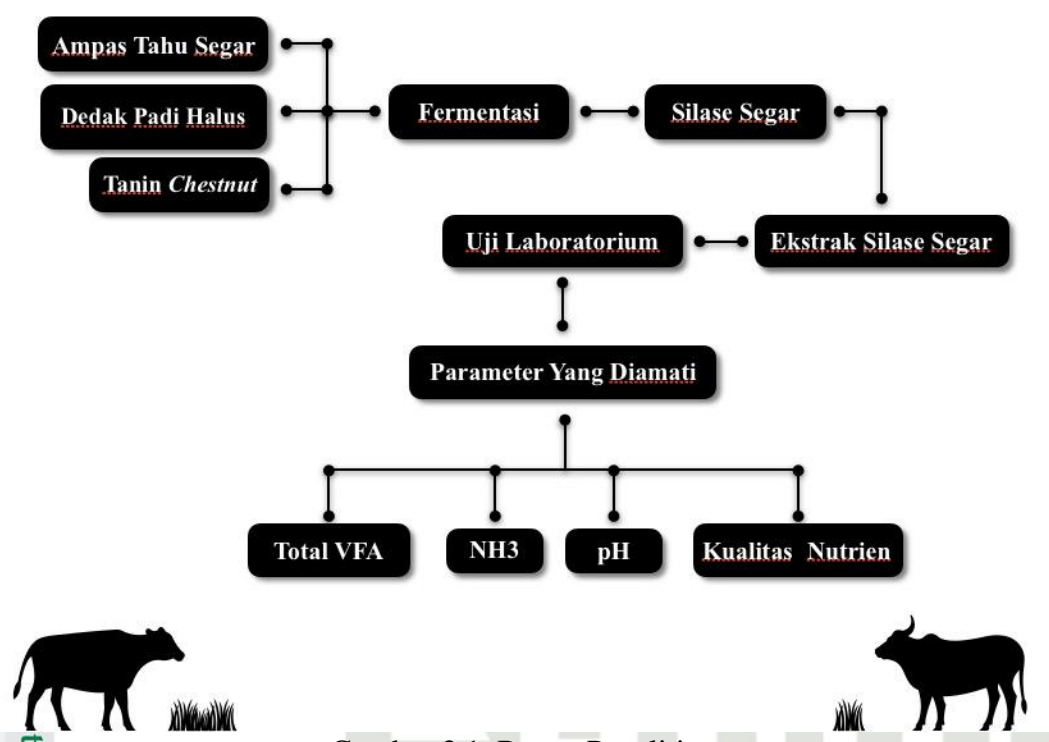 Ampas Tahu Segar
Dedak Padi Halus
Tanin Chestnut
Fermentasi
Silase Segar
Uji Laboratorium
Ekstrak Silase Segar
Parameter Yang Diamati
Total VFA
NH3
pH
Kualitas Nutrien